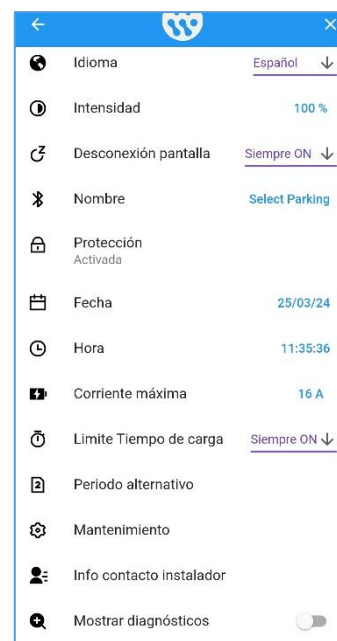 Idioma Español
Intensidad 100 %
Desconexión pantalla Siempre ON
Nombre Select Parking
Protección
Activada
Fecha 25/03/24
Hora 11:35:36
Corriente máxima 16 A
Limite Tiempo de carga Siempre ON
Periodo alternativo
Mantenimiento
Info contacto instalador
Mostrar diagnósticos